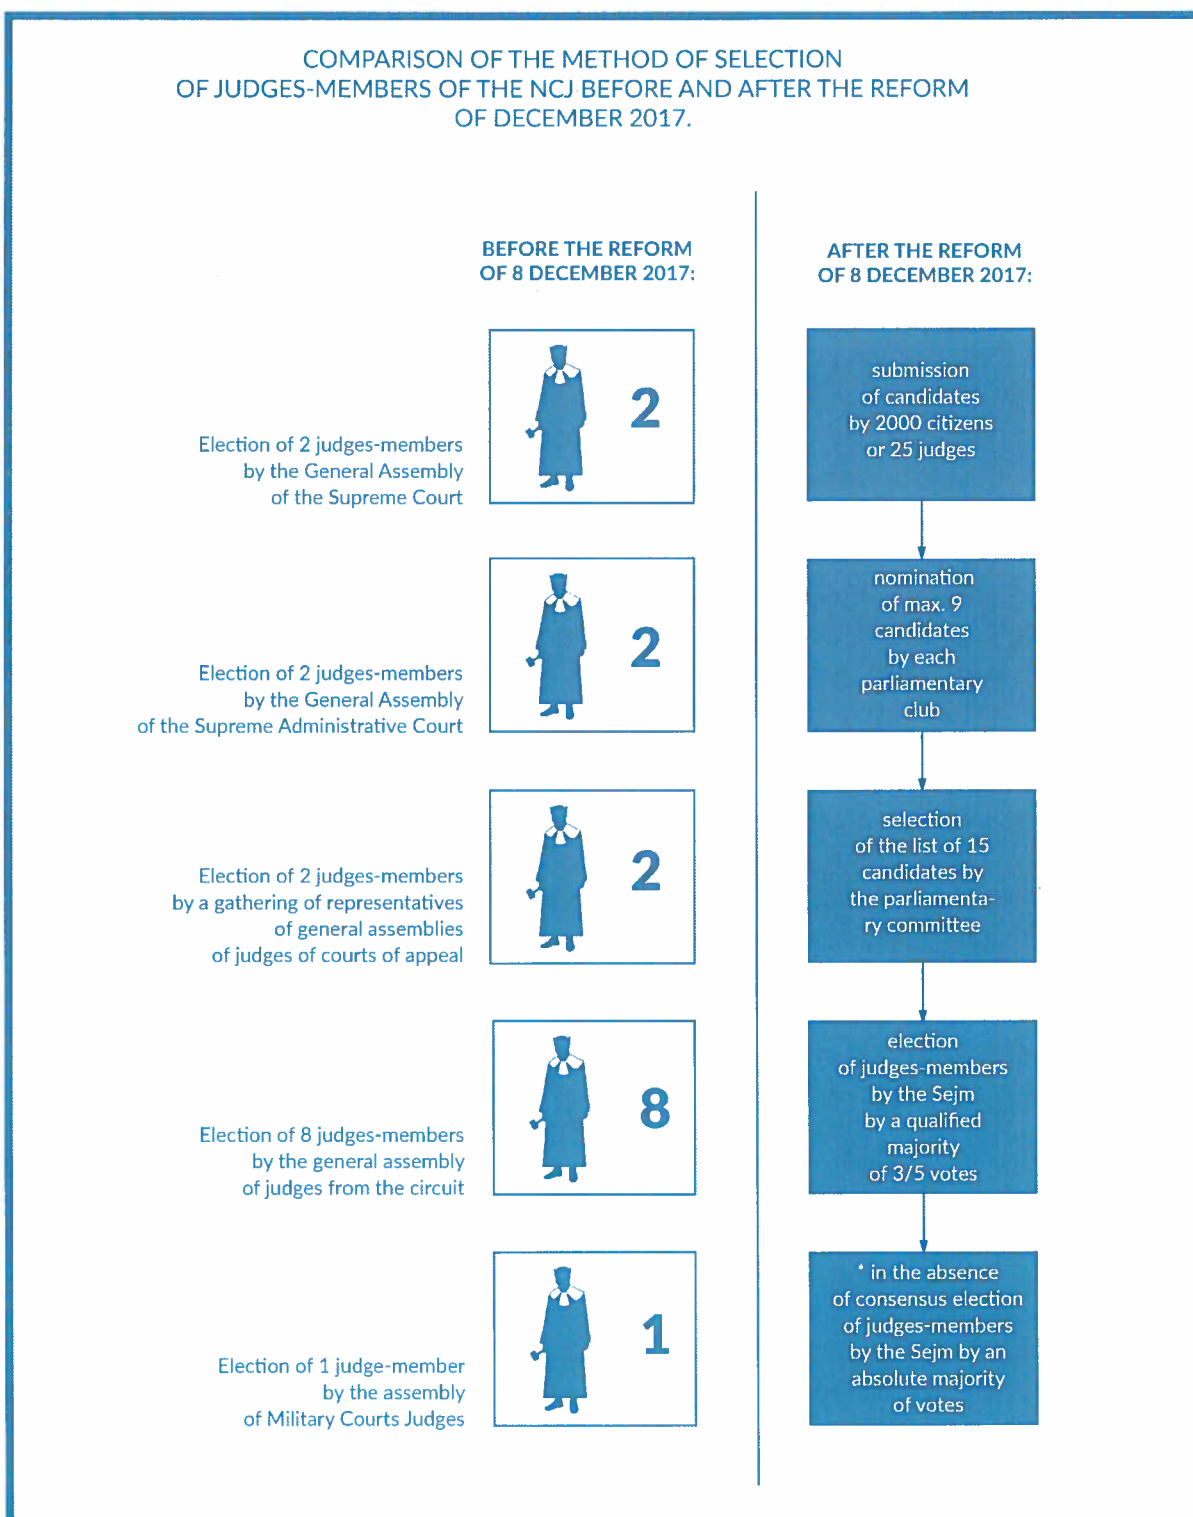 COMPARISON OF THE METHOD OF SELECTION
OF JUDGES-MEMBERS OF THE NCJ BEFORE AND AFTER THE REFORM
OF DECEMBER 2017.
BEFORE THE REFORM
OF 8 DECEMBER 2017:
Election of 2 judges-members
by the General Assembly
of the Supreme Court
2
Election of 2 judges-members
by the General Assembly
of the Supreme Administrative Court
2
Election of 2 judges-members
by a gathering of representatives
of general assemblies
of judges of courts of appeal
2
Election of 8 judges-members
by the general assembly
of judges from the circuit
8
Election of 1 judge-member
by the assembly
of Military Courts Judges
1
AFTER THE REFORM
OF 8 DECEMBER 2017:
submission
of candidates
by 2000 citizens
or 25 judges
nomination
of max. 9
candidates
by each
parliamentary
club
selection
of the list of 15
candidates by
the parliamenta-
ry committee
election
of judges-members
by the Sejm
by a qualified
majority
of 3/5 votes
* in the absence
of consensus election
of judges-members
by the Sejm by an
absolute majority
of votes